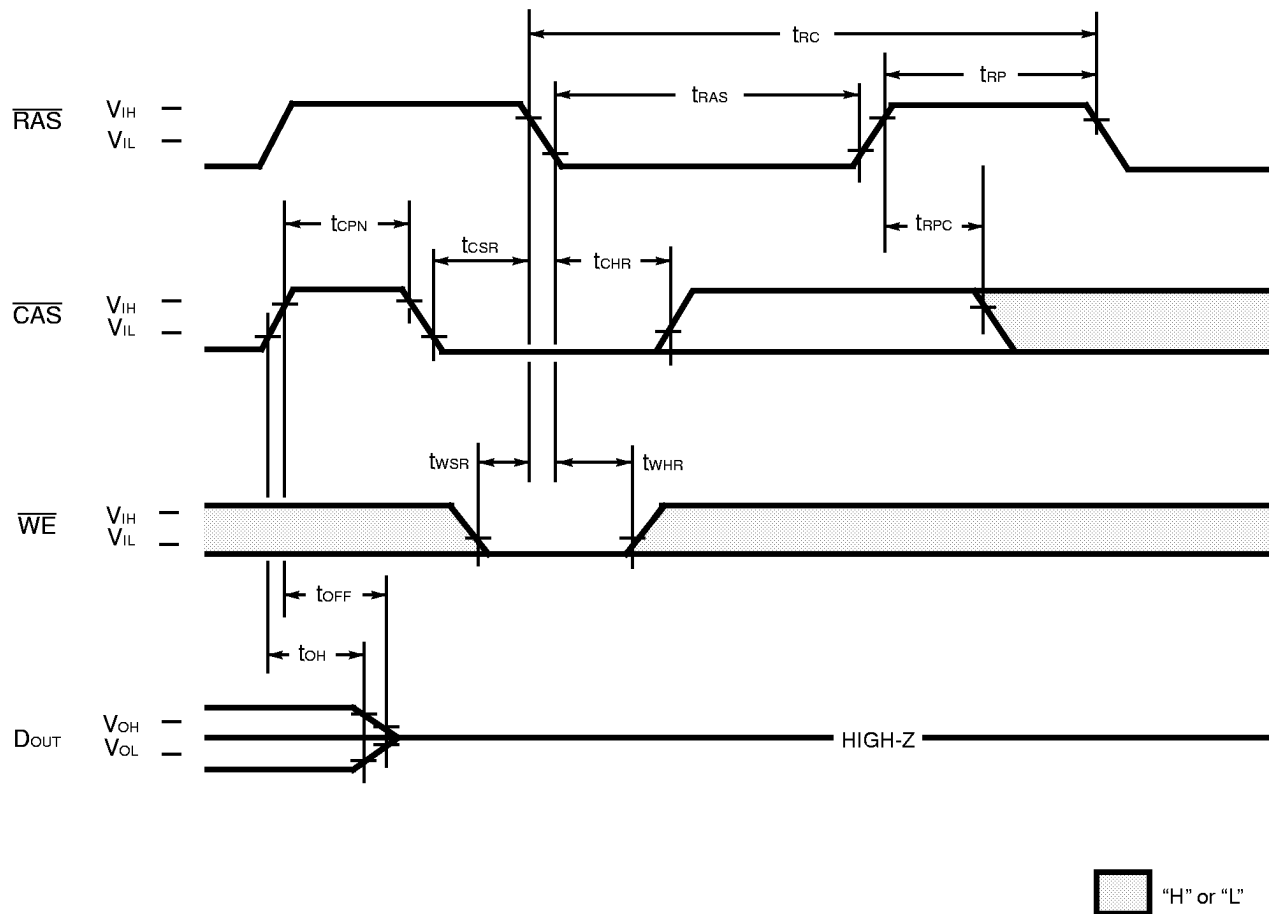 tRC
tRP
tRAS
RAS
VIH
VIL
tCPN
tCSR
tCHR
tRPC
CAS
VIH
VIL
tWSR
tWHR
WE
VIH
VIL
tOFF
tOH
DOUT
VOH
VOL
HIGH-Z
“H” or “L”